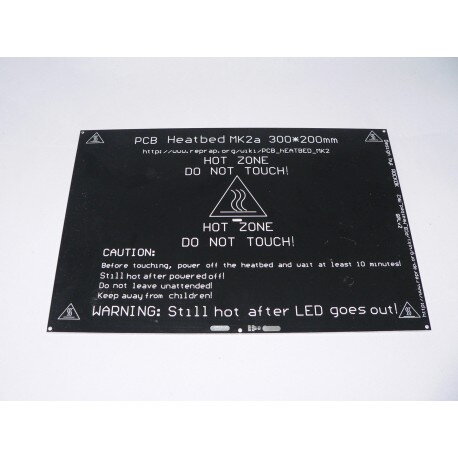 PCB Heatbed MK2a 300*200mm
http://www.reprap.org/wiki/PCB_HEATBED_MK2
HOT ZONE
DO NOT TOUCH!
HOT ZONE
DO NOT TOUCH!
CAUTION:
Before touching, power off the heatbed and wait at least 10 minutes!
Still hot after powered off!
Do not leave unattended!
Keep away from children!
WARNING: Still hot after LED goes out!